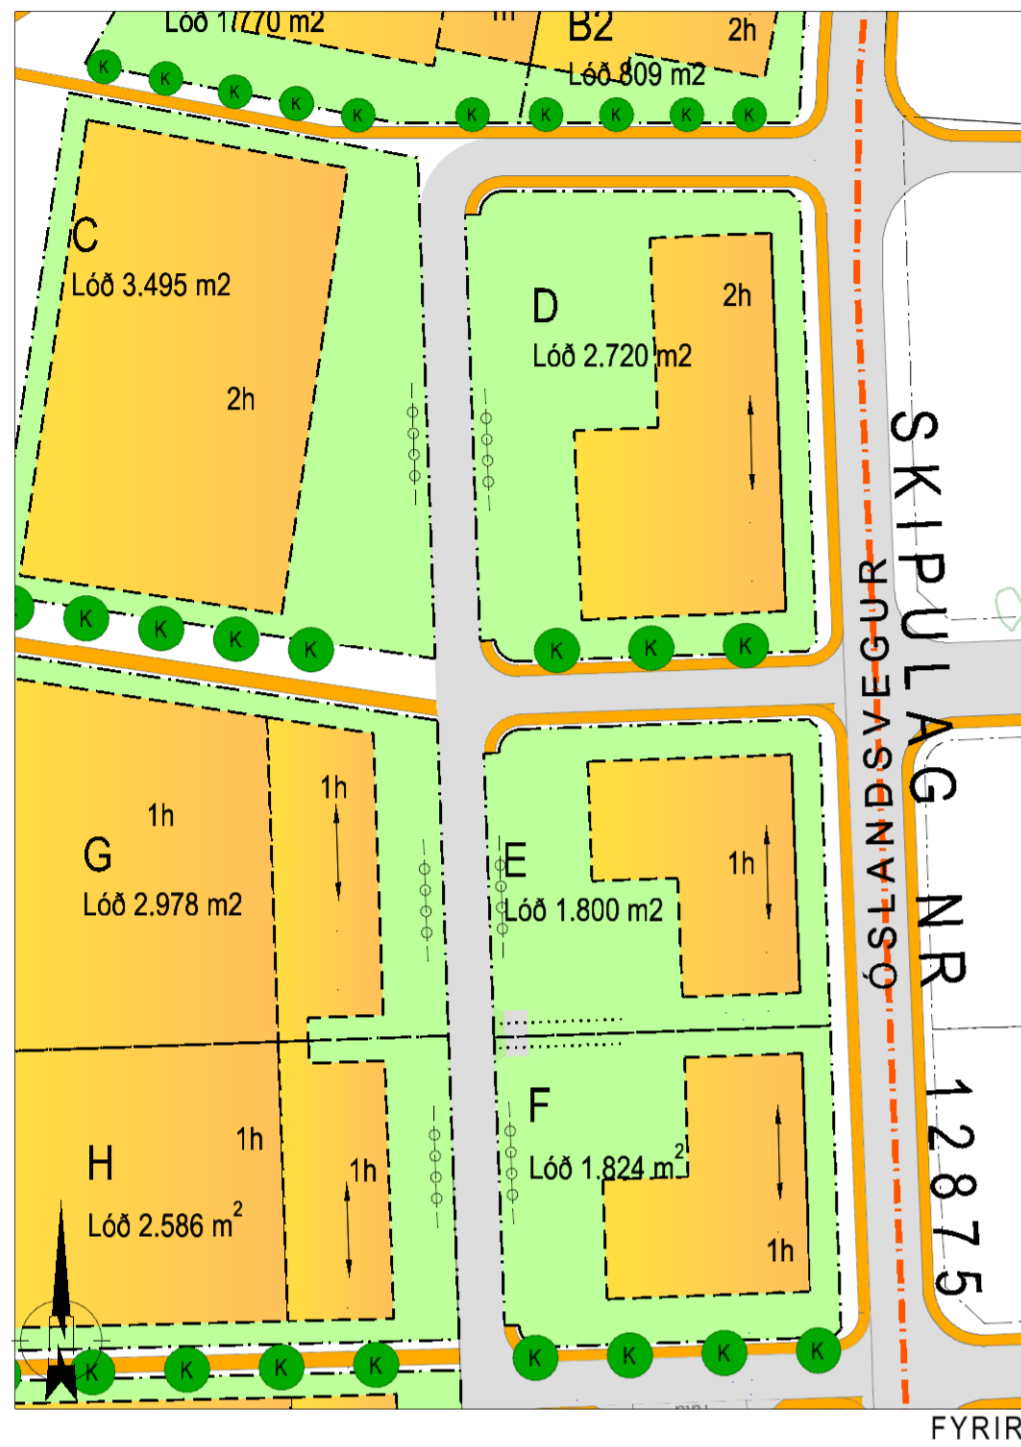 Lóð 1.770 m2
B2
2h
Lóð 809 m2
K K K K K K K K K K
C
Lóð 3.495 m2
2h
D
2h
Lóð 2.720 m2
K K K K K K K
SKIPULAG NR 12875
ÓSLANDSVEGUR
1h
1h
G
Lóð 2.978 m2
E
1h
Lóð 1.800 m2
F
Lóð 1.824 m²
1h
1h
H
1h
Lóð 2.586 m²
K K K K K K K K
FYRIR